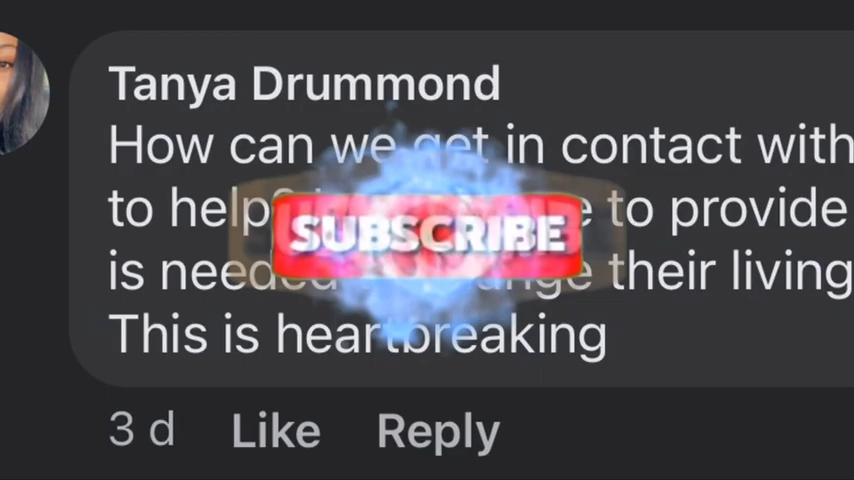 Tanya Drummond
How can we get in contact with
to help to provide
is needed their living
This is heartbreaking
SUBSCRIBE
3 d Like Reply